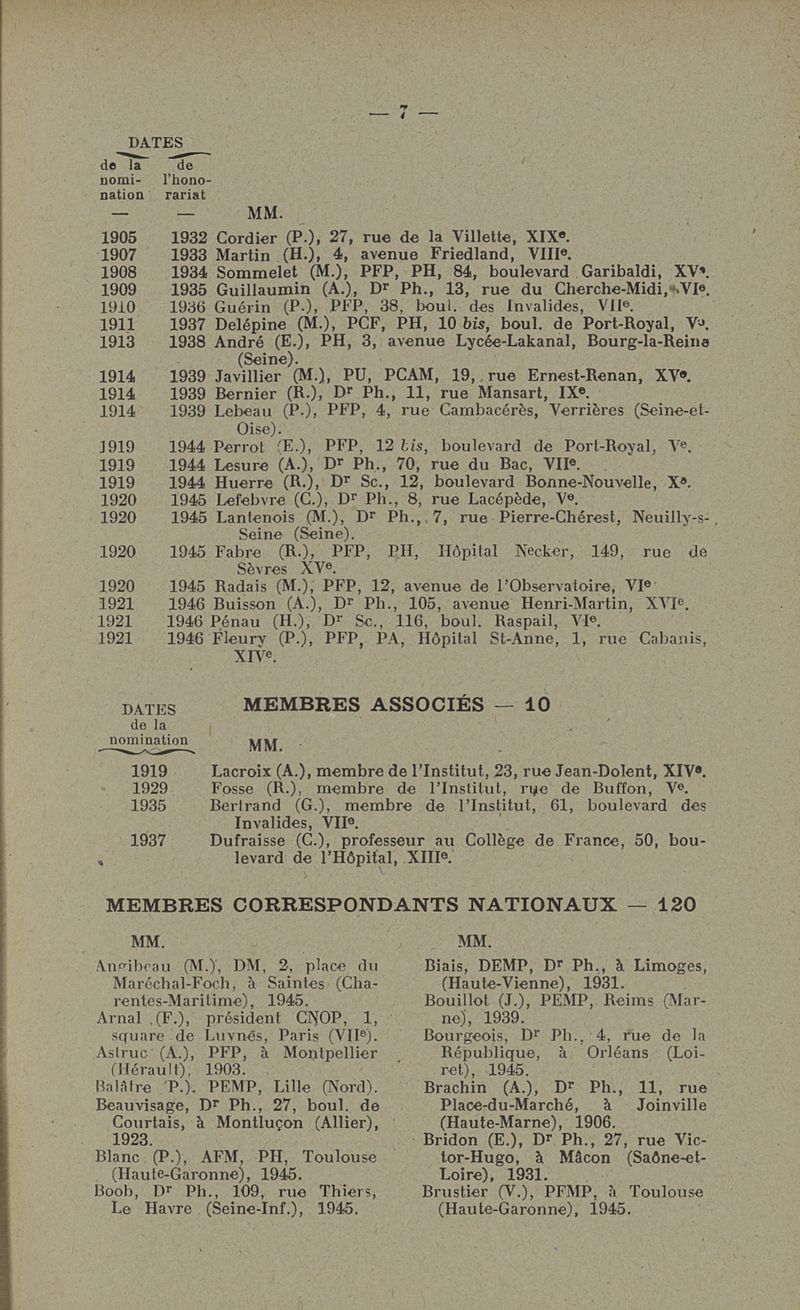 — 7 —
DATES
de la de
nomi- l'hono-
nation rariat
— — MM.
1905 1932 Cordier (P.), 27, rue de la Villette, XIXe.
1907 1933 Martin (H.), 4, avenue Friedland, VIIIe.
1908 1934 Sommelet (M.), PFP, PH, 84, boulevard Garibaldi, XVe.
1909 1935 Guillaumin (A.), Dr Ph., 13, rue du Cherche-Midi, VIe.
1910 1936 Guérin (P.), PFP, 38, boul. des Invalides, VIIe.
1911 1937 Delépine (M.), PCF, PH, 10 bis, boul. de Port-Royal, Ve.
1913 1938 André (E.), PH, 3, avenue Lycée-Lakanal, Bourg-la-Reine
(Seine).
1914 1939 Javillier (M.), PU, PCAM, 19, rue Ernest-Renan, XVe.
1914 1939 Bernier (R.), Dr Ph., 11, rue Mansart, IXe.
1914 1939 Lebeau (P.), PFP, 4, rue Cambacérès, Verrières (Seine-et-
Oise).
1919 1944 Perrot (E.), PFP, 12 bis, boulevard de Port-Royal, Ve.
1919 1944 Lesure (A.), Dr Ph., 70, rue du Bac, VIIe.
1919 1944 Huerre (R.), Dr Sc., 12, boulevard Bonne-Nouvelle, Xe.
1920 1945 Lefebvre (C.), Dr Ph., 8, rue Lacépède, Ve.
1920 1945 Lantenois (M.), Dr Ph., 7, rue Pierre-Chérest, Neuilly-s-
Seine (Seine).
1920 1945 Fabre (R.), PFP, PH, Hôpital Necker, 149, rue de
Sèvres XVe.
1920 1945 Radais (M.), PFP, 12, avenue de l'Observatoire, VIe
1921 1946 Buisson (A.), Dr Ph., 105, avenue Henri-Martin, XVIe.
1921 1946 Pénau (H.), Dr Sc., 116, boul. Raspail, VIe.
1921 1946 Fleury (P.), PFP, PA, Hôpital St-Anne, 1, rue Cabanis,
XIVe.
DATES
de la
nomination
MEMBRES ASSOCIÉS — 10
MM.
1919 Lacroix (A.), membre de l'Institut, 23, rue Jean-Dolent, XIVe.
1929 Fosse (R.), membre de l'Institut, rue de Buffon, Ve.
1935 Bertrand (G.), membre de l'Institut, 61, boulevard des
Invalides, VIIe.
1937 Dufraisse (C.), professeur au Collège de France, 50, bou-
levard de l'Hôpital, XIIIe.
MEMBRES CORRESPONDANTS NATIONAUX — 120
MM.
Angibeau (M.), DM, 2, place du
Maréchal-Foch, à Saintes (Cha-
rentes-Maritime), 1945.
Arnal (F.), président CNOP, 1,
square de Luynes, Paris (VIIe).
Astruc (A.), PFP, à Montpellier
(Hérault), 1903.
Balâtre (P.). PEMP, Lille (Nord).
Beauvisage, Dr Ph., 27, boul. de
Courtais, à Montluçon (Allier),
1923.
Blanc (P.), AFM, PH, Toulouse
(Haute-Garonne), 1945.
Boob, Dr Ph., 109, rue Thiers,
Le Havre (Seine-Inf.), 1945.
MM.
Biais, DEMP, Dr Ph., à Limoges,
(Haute-Vienne), 1931.
Bouillot (J.), PEMP, Reims (Mar-
ne), 1939.
Bourgeois, Dr Ph., 4, rue de la
République, à Orléans (Loi-
ret), 1945.
Brachin (A.), Dr Ph., 11, rue
Place-du-Marché, à Joinville
(Haute-Marne), 1906.
Bridon (E.), Dr Ph., 27, rue Vic-
tor-Hugo, à Mâcon (Saône-et-
Loire), 1931.
Brustier (V.), PFMP, à Toulouse
(Haute-Garonne), 1945.